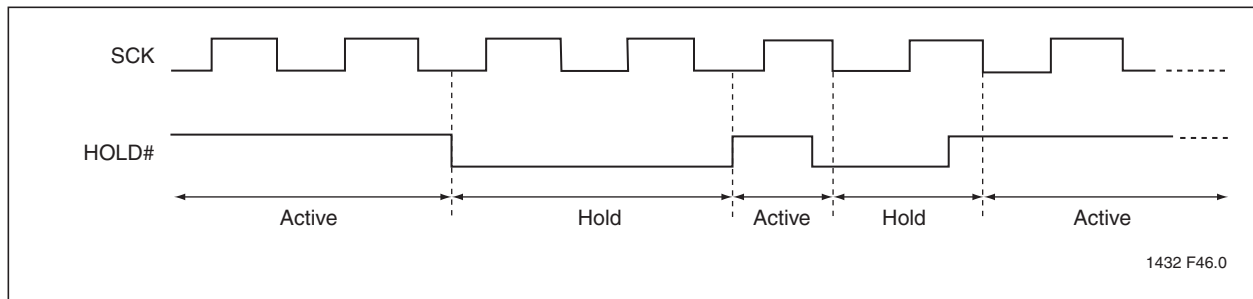 SCK
HOLD#
Active Hold Active Hold Active
1432 F46.0